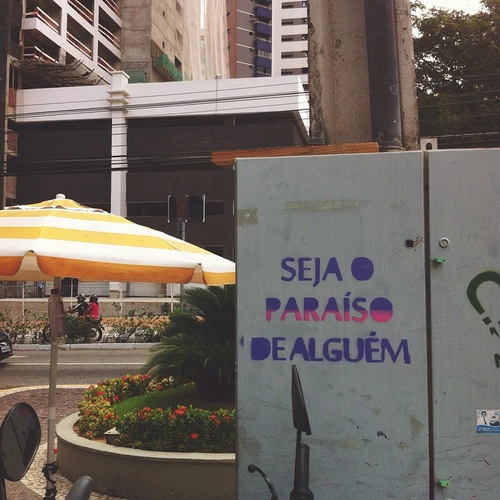 SEJA O
PARAÍSO
DE ALGUÉM